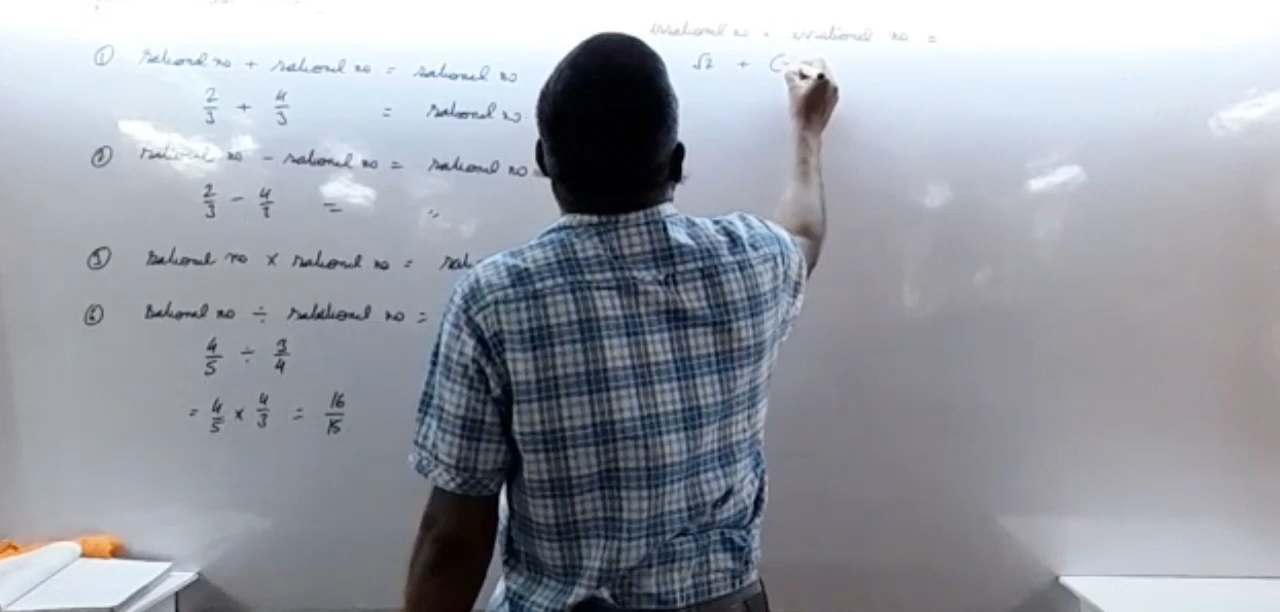 ① rational no + rational no = rational no
2/3 + 4/3 = rational no
② rational no - rational no = rational no
2/3 - 4/3 = "
③ rational no x rational no =
④ rational no ÷ rational no =
4/5 ÷ 3/4
= 4/5 x 4/3 = 16/15
irrational no + irrational no =
√2 + (-